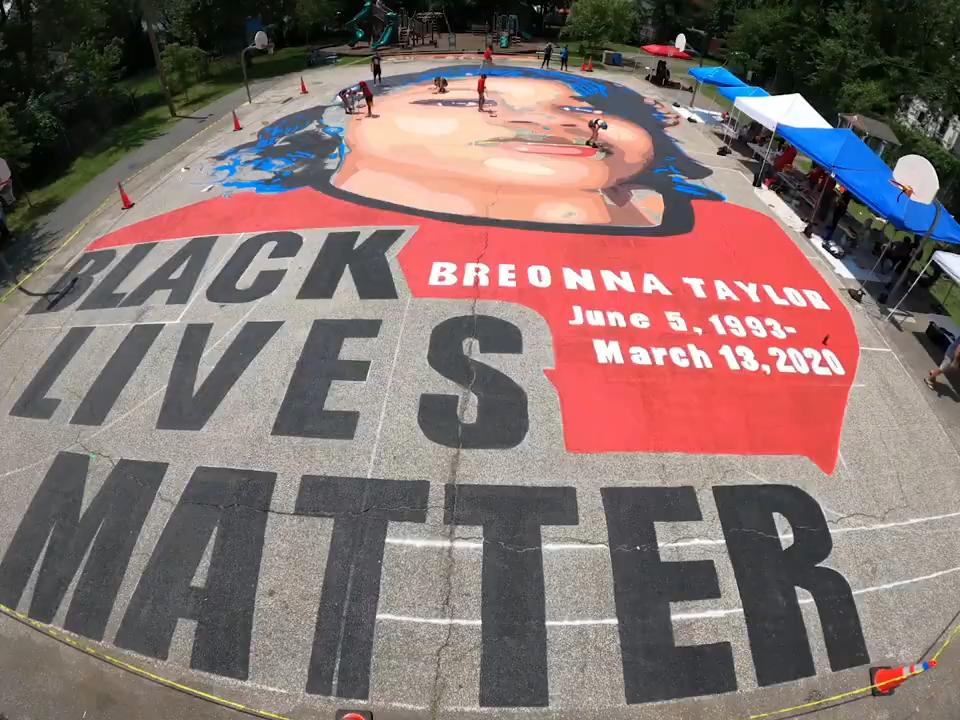 BLACK
LIVES
MATTER
BREONNA TAYLOR
June 5, 1993-
March 13, 2020